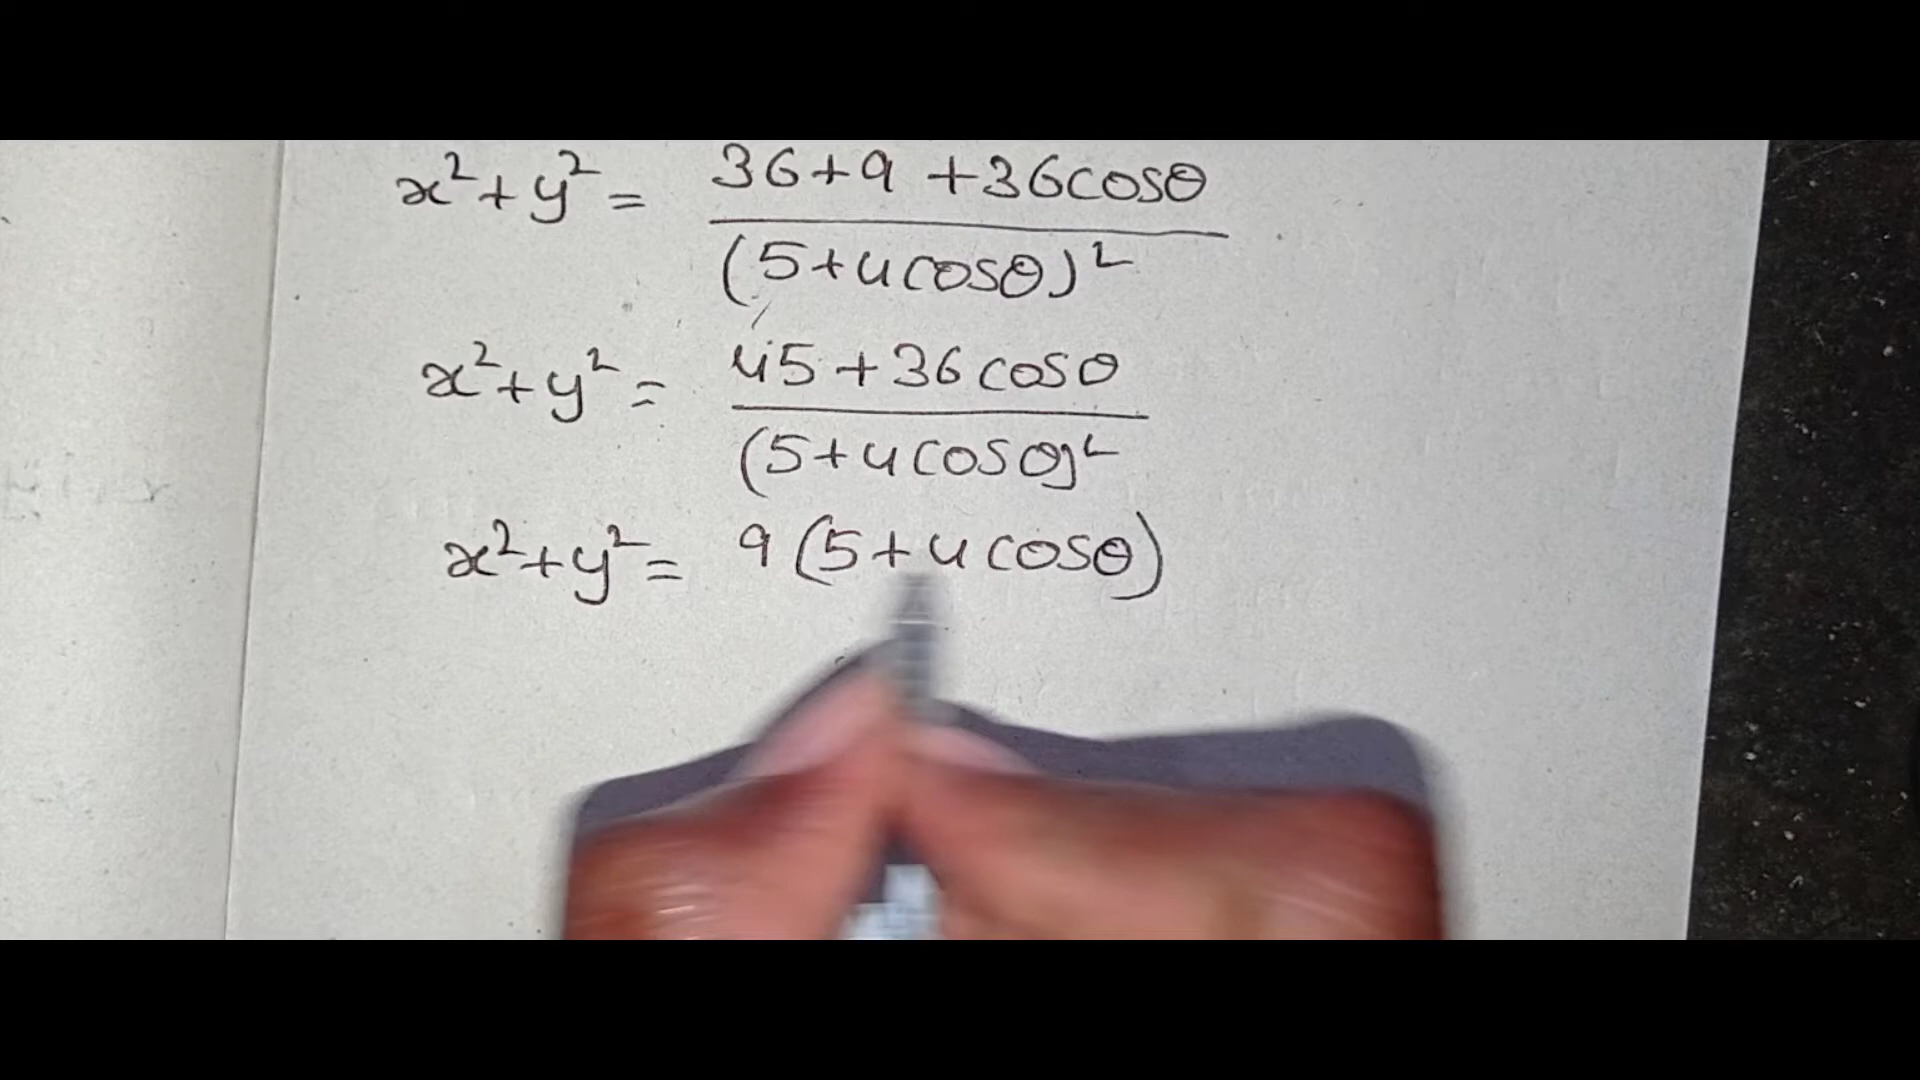 x²+y² = 36+9 +36cosθ
(5+4cosθ)²
x²+y² = 45+36cosθ
(5+4cosθ)²
x²+y² = 9(5+4cosθ)